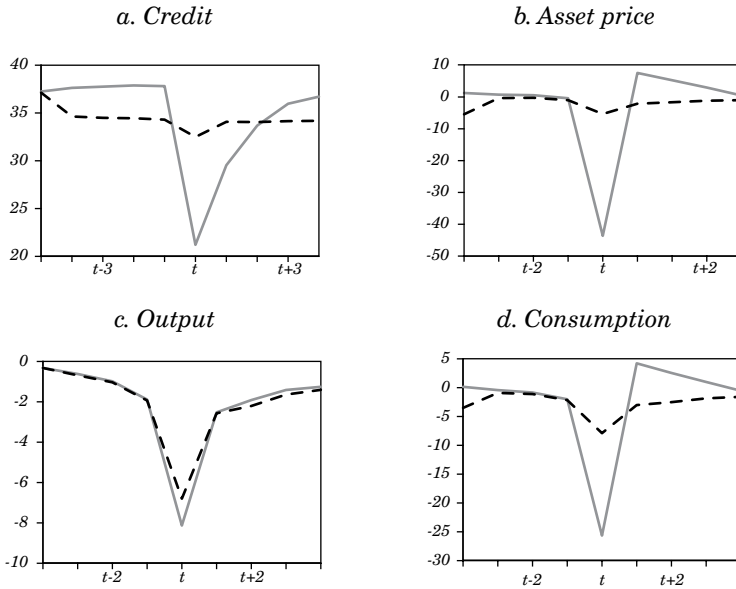 a. Credit
b. Asset price
40
35
30
25
20
t-3
t
t+3
10
0
-10
-20
-30
-40
-50
t-2
t
t+2
c. Output
d. Consumption
0
-2
-4
-6
-8
-10
t-2
t
t+2
5
0
-5
-10
-15
-20
-25
-30
t-2
t
t+2